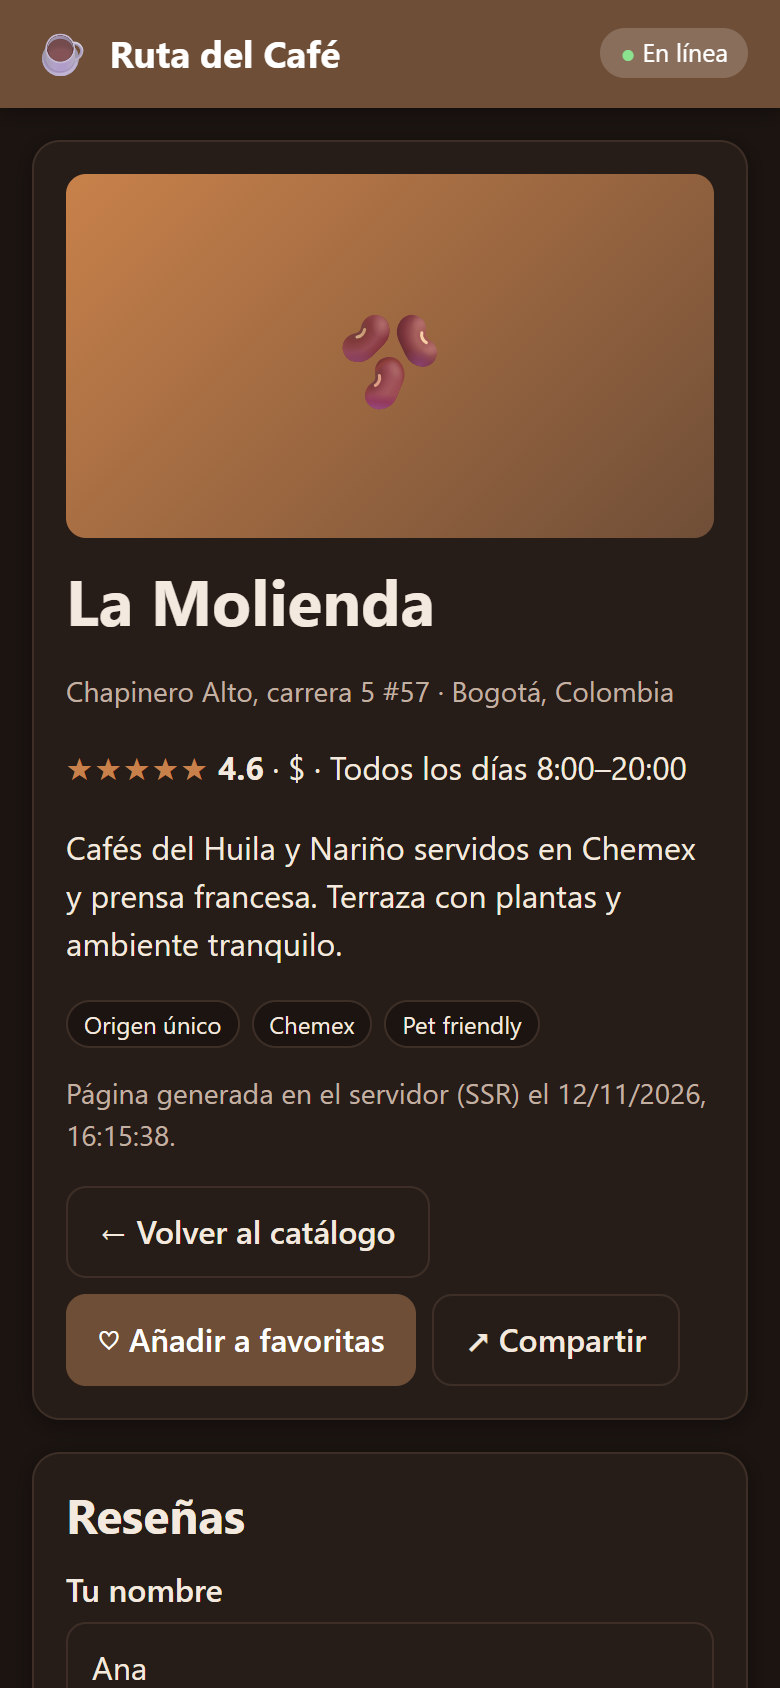 Ruta del Café
● En línea
La Molienda
Chapinero Alto, carrera 5 #57 · Bogotá, Colombia
★★★★★ 4.6 · $ · Todos los días 8:00–20:00
Cafés del Huila y Nariño servidos en Chemex
y prensa francesa. Terraza con plantas y
ambiente tranquilo.
Origen único
Chemex
Pet friendly
Página generada en el servidor (SSR) el 12/11/2026,
16:15:38.
← Volver al catálogo
♡ Añadir a favoritas
↗ Compartir
Reseñas
Tu nombre
Ana